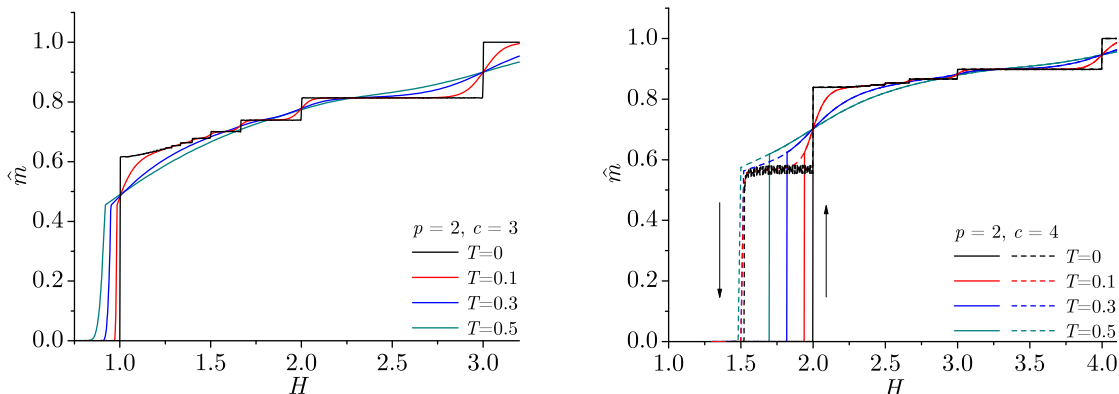 1.0
0.8
0.6
0.4
0.2
0.0
m̂
p = 2, c = 3
T=0
T=0.1
T=0.3
T=0.5
1.0 1.5 2.0 2.5 3.0
H
1.0
0.8
0.6
0.4
0.2
0.0
m̂
p = 2, c = 4
T=0
T=0.1
T=0.3
T=0.5
1.0 1.5 2.0 2.5 3.0 3.5 4.0
H